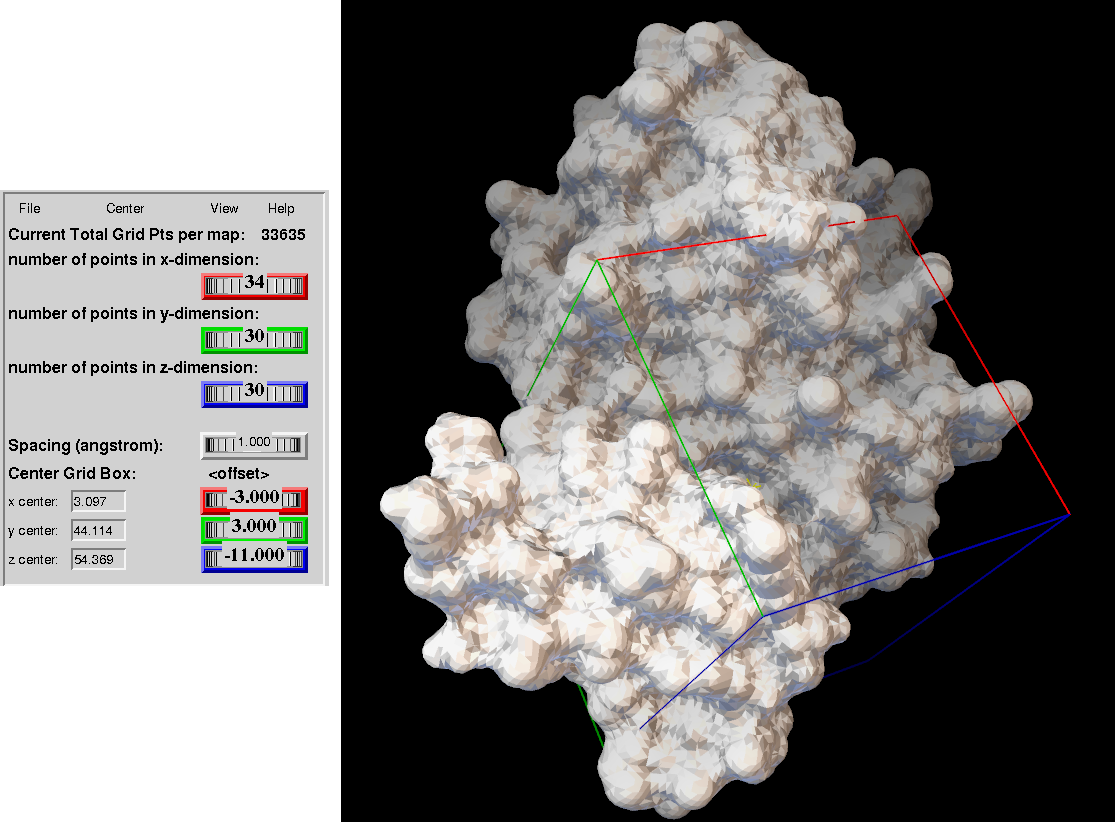 File Center View Help
Current Total Grid Pts per map: 33635
number of points in x-dimension:
34
number of points in y-dimension:
30
number of points in z-dimension:
30
Spacing (angstrom): 1.000
Center Grid Box: <offset>
x center: 3.097 -3.000
y center: 44.114 3.000
z center: 54.369 -11.000